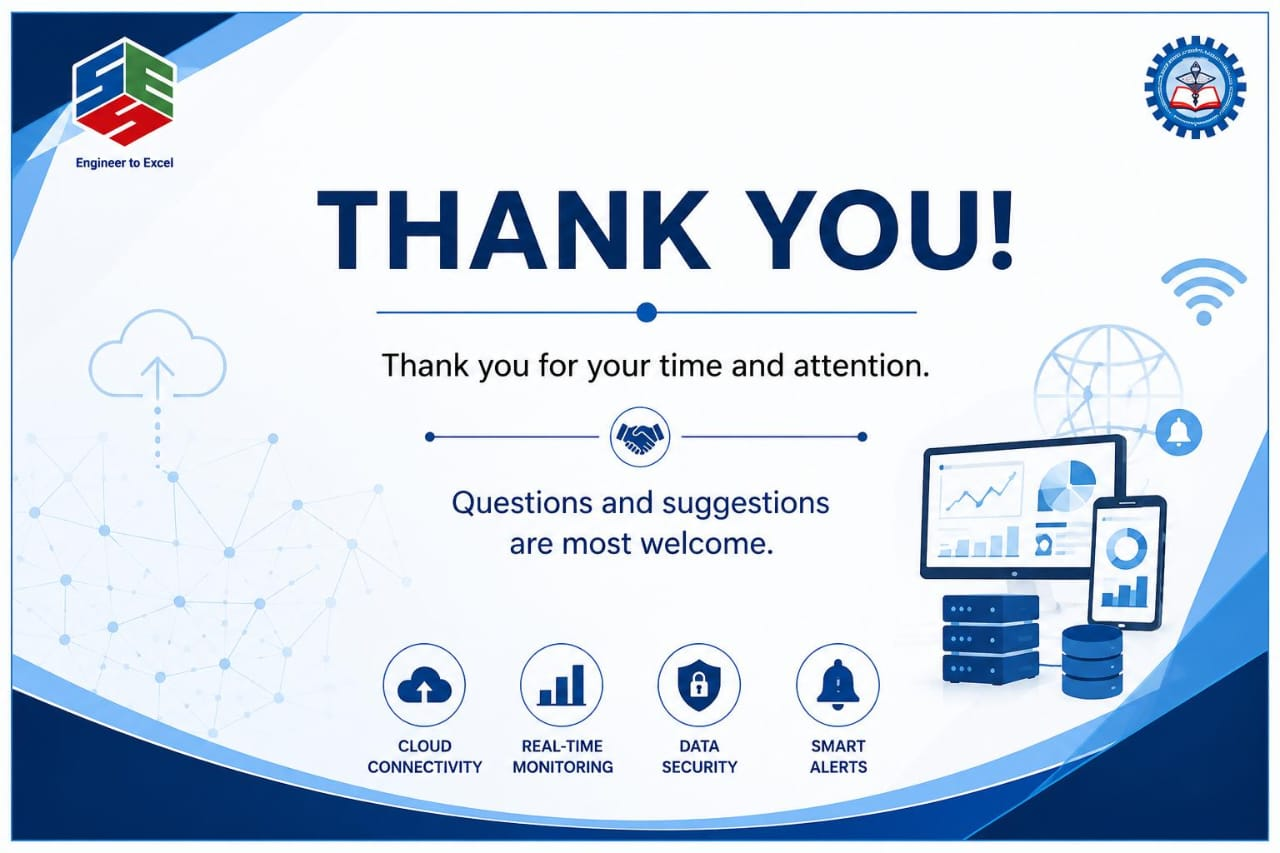 SES
Engineer to Excel
THANK YOU!
Thank you for your time and attention.
Questions and suggestions
are most welcome.
CLOUD
CONNECTIVITY
REAL-TIME
MONITORING
DATA
SECURITY
SMART
ALERTS